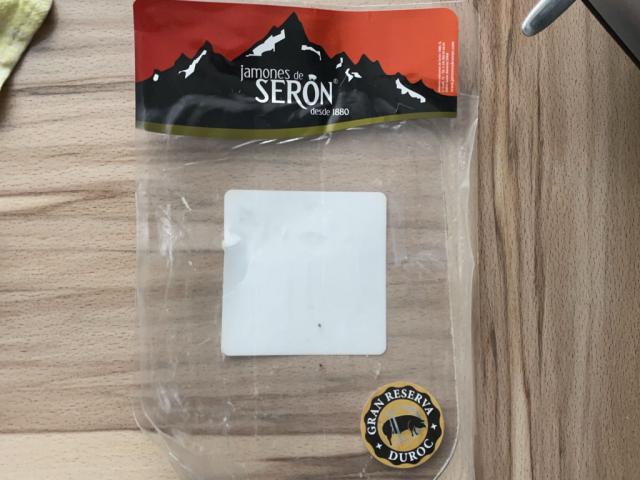 jamones de
SERÓN
desde 1880
GRAN RESERVA
DUROC